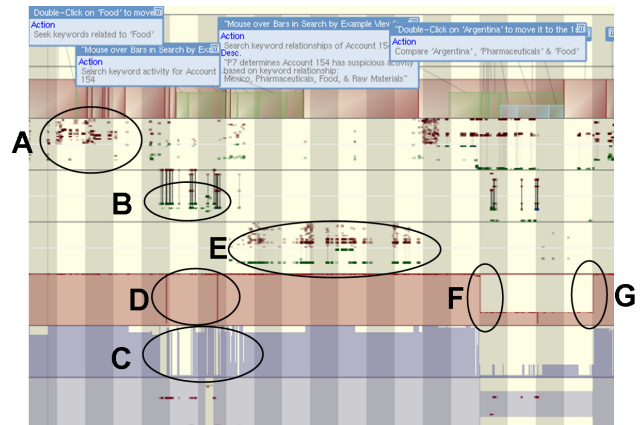 Double-Click on 'Food' to move
Action
Seek keywords related to 'Food'
"Mouse over Bars in Search by Exa
Action
Search keyword activity for Account
154
"Mouse over Bars in Search by Example View
Action
Search keyword relationships of Account 154
Desc.
"P7 determines Account 154 has suspicious activity
based on keyword relationship:
Mexico, Pharmaceuticals, Food, & Raw Materials"
"Double-Click on 'Argentina' to move it to the 1s
Action
Compare 'Argentina' , 'Pharmaceuticals' & 'Food'
A
B
E
D
F
G
C